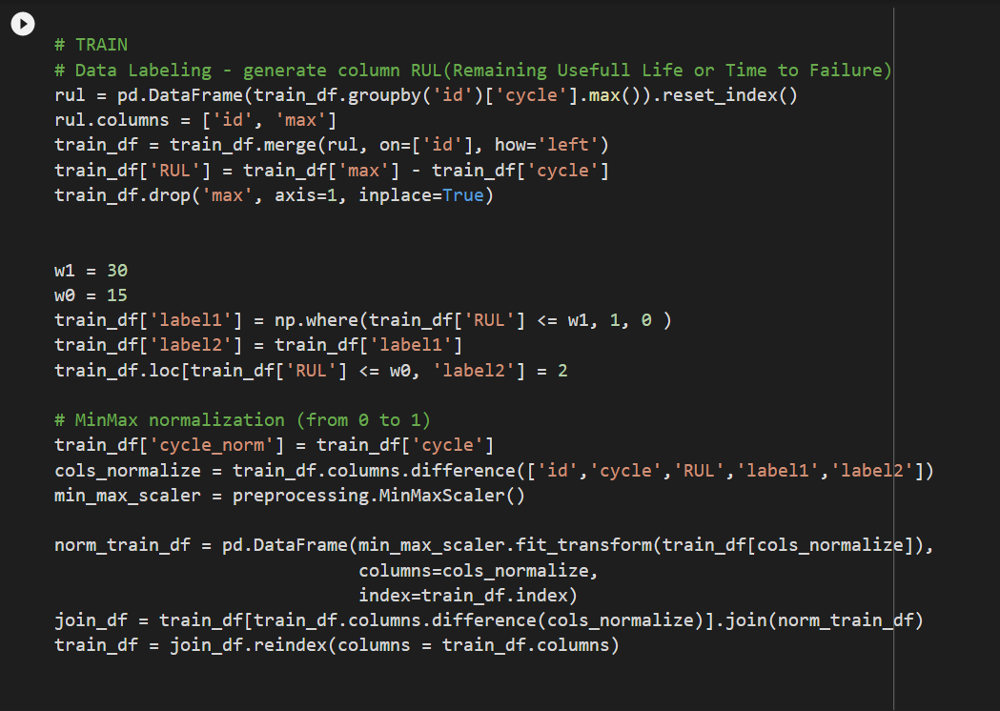 # TRAIN
# Data Labeling - generate column RUL(Remaining Usefull Life or Time to Failure)
rul = pd.DataFrame(train_df.groupby('id')['cycle'].max()).reset_index()
rul.columns = ['id', 'max']
train_df = train_df.merge(rul, on=['id'], how='left')
train_df['RUL'] = train_df['max'] - train_df['cycle']
train_df.drop('max', axis=1, inplace=True)
w1 = 30
w0 = 15
train_df['label1'] = np.where(train_df['RUL'] <= w1, 1, 0 )
train_df['label2'] = train_df['label1']
train_df.loc[train_df['RUL'] <= w0, 'label2'] = 2
# MinMax normalization (from 0 to 1)
train_df['cycle_norm'] = train_df['cycle']
cols_normalize = train_df.columns.difference(['id','cycle','RUL','label1','label2'])
min_max_scaler = preprocessing.MinMaxScaler()
norm_train_df = pd.DataFrame(min_max_scaler.fit_transform(train_df[cols_normalize]),
columns=cols_normalize,
index=train_df.index)
join_df = train_df[train_df.columns.difference(cols_normalize)].join(norm_train_df)
train_df = join_df.reindex(columns = train_df.columns)